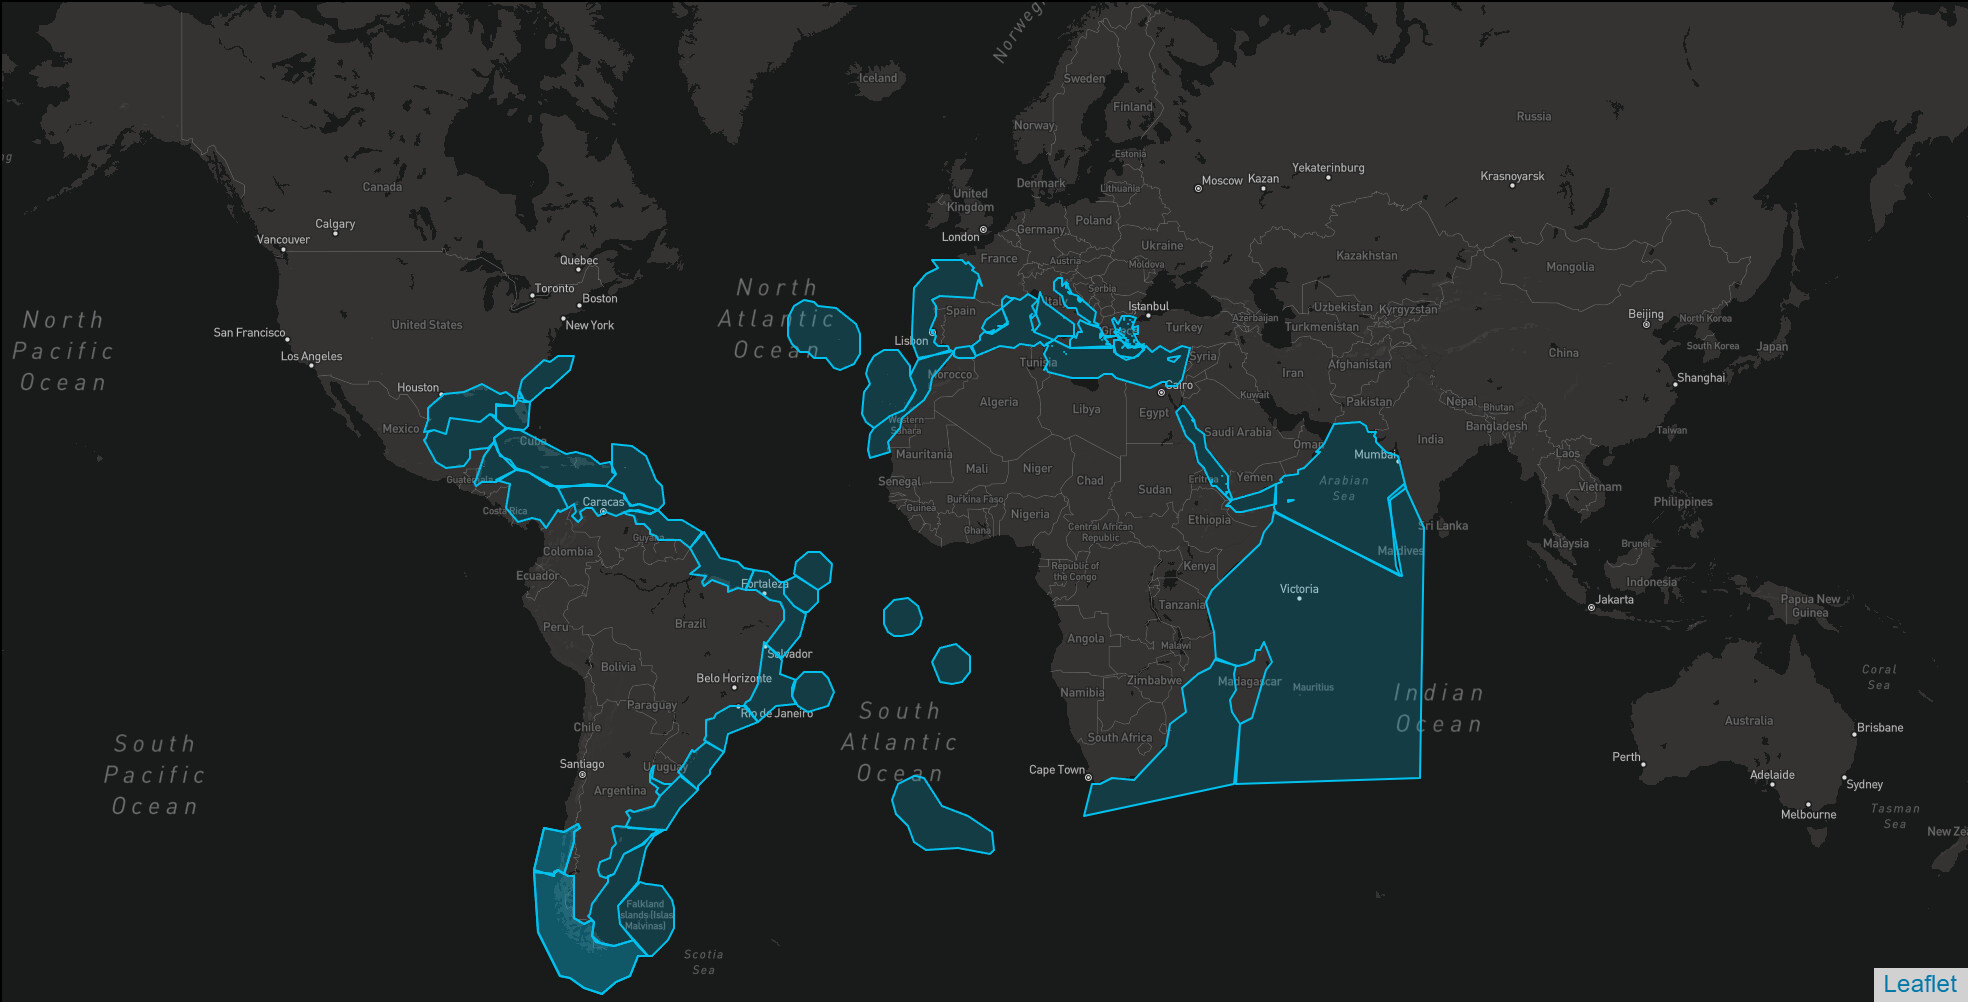 Norweg
Iceland
Sweden
Finland
Norway
Russia
Estonia
ng
Canada
Denmark
Lithuania
Moscow
Kazan
Yekaterinburg
Krasnoyarsk
United
Kingdom
London
Poland
Germany
Calgary
Vancouver
Ukraine
Kazakhstan
Mongolia
Quebec
France
Austria
Moldova
Serbia
Toronto
Boston
North
Atlantic
Ocean
Italy
Istanbul
Spain
Uzbekistan
Kyrgyzstan
North
Pacific
Ocean
San Francisco
United States
New York
Azerbaijan
Turkmenistan
Beijing
North Korea
Turkey
Greece
Lisbon
South Korea
Japan
Los Angeles
Tunisia
Syria
China
Morocco
Iran
Afghanistan
Shanghai
Houston
Cairo
Algeria
Libya
Egypt
Kuwait
Pakistan
Nepal
Bhutan
Western
Sahara
Mexico
Cuba
Saudi Arabia
Oman
India
Bangladesh
Taiwan
Mauritania
Mali
Niger
Mumbai
Laos
Guatemala
Senegal
Chad
Sudan
Eritrea
Yemen
Arabian
Sea
Vietnam
Philippines
Caracas
Costa Rica
Burkina Faso
Guinea
Nigeria
Ethiopia
Ghana
Central African
Republic
Sri Lanka
Guyana
Colombia
Maldives
Malaysia
Brunei
Ecuador
Republic of
the Congo
Kenya
Indonesia
Fortaleza
Victoria
Jakarta
Papua New
Guinea
Tanzania
Peru
Brazil
Angola
Malawi
Salvador
Bolivia
Belo Horizonte
Zimbabwe
Madagascar
Mauritius
Coral
Sea
Namibia
Indian
Ocean
Paraguay
Rio de Janeiro
South
Atlantic
Ocean
Australia
Chile
Brisbane
South Africa
South
Pacific
Ocean
Perth
Santiago
Uruguay
Cape Town
Adelaide
Sydney
Argentina
Melbourne
Tasman
Sea
New Zea
Falkland
Islands (Islas
Malvinas)
Scotia
Sea
Leaflet